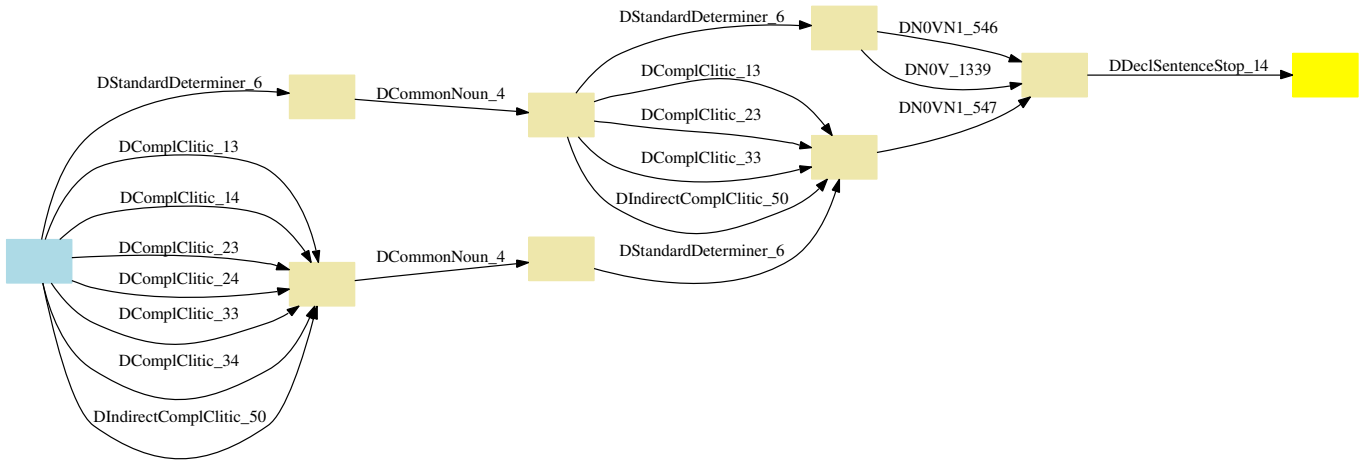 DStandardDeterminer_6
DComplClitic_13
DComplClitic_14
DComplClitic_23
DComplClitic_24
DComplClitic_33
DComplClitic_34
DIndirectComplClitic_50
DCommonNoun_4
DCommonNoun_4
DStandardDeterminer_6
DComplClitic_13
DComplClitic_23
DComplClitic_33
DIndirectComplClitic_50
DStandardDeterminer_6
DN0VN1_546
DN0V_1339
DN0VN1_547
DDeclSentenceStop_14